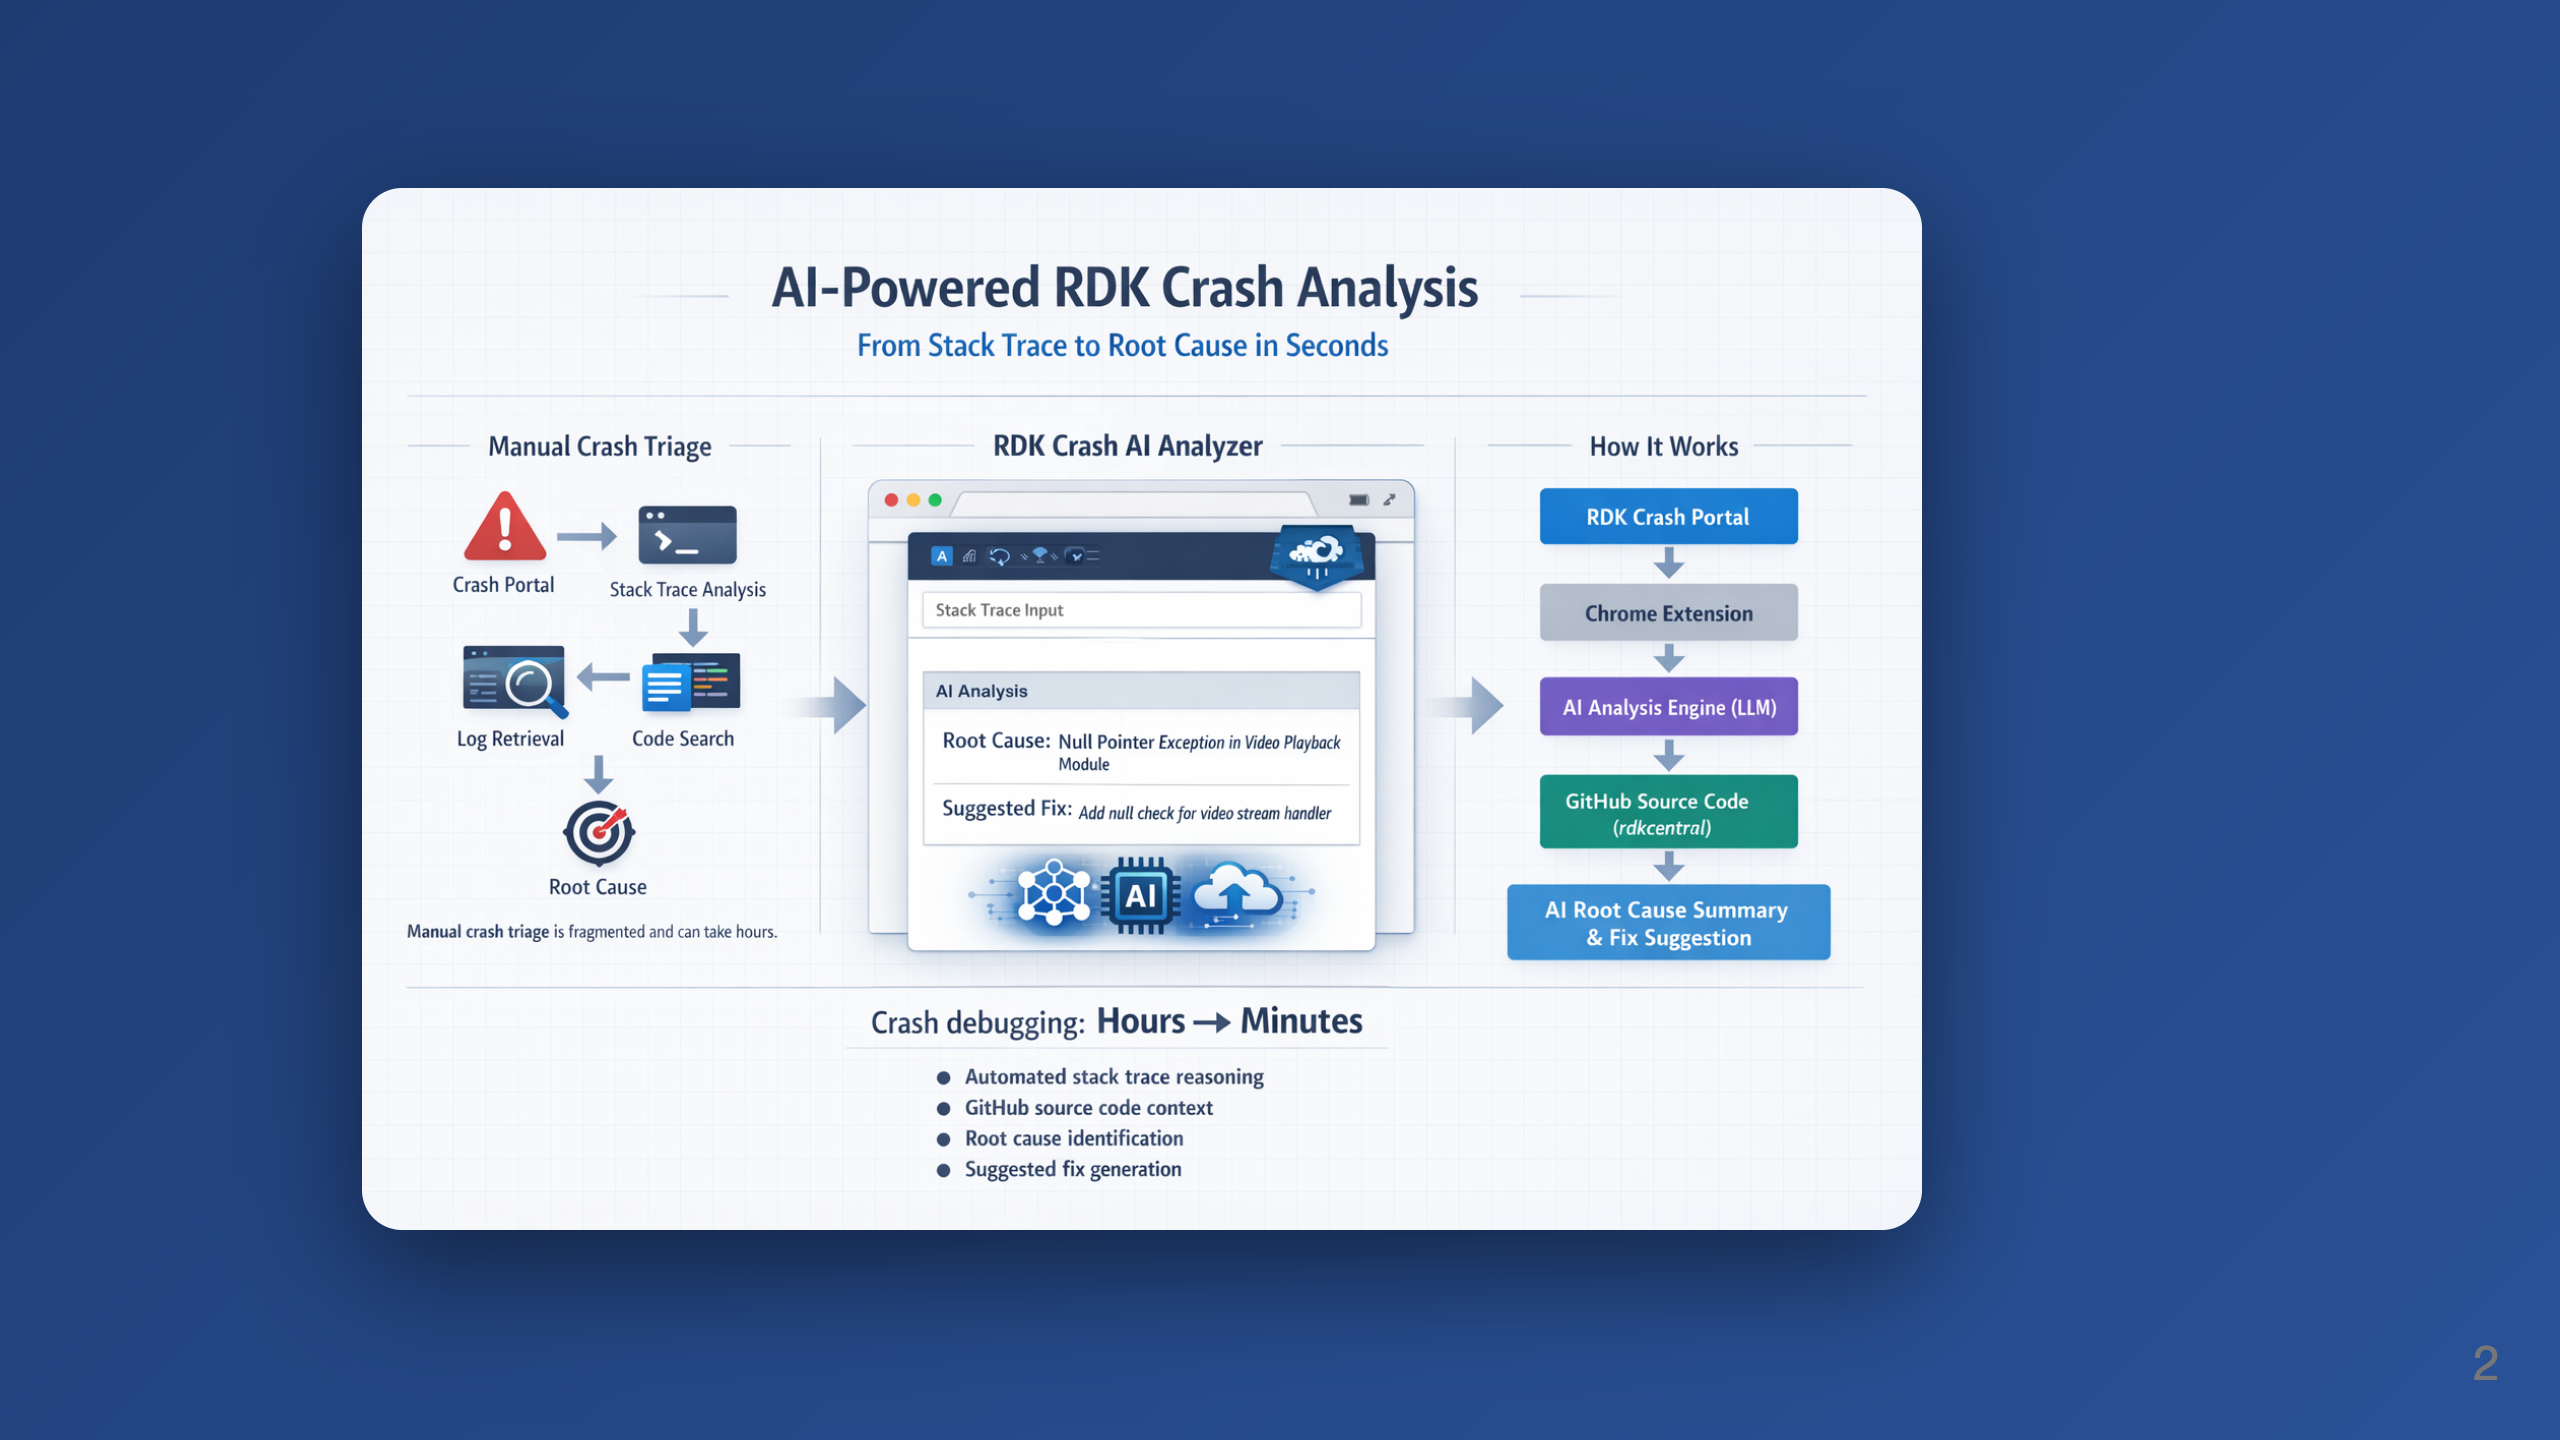 AI-Powered RDK Crash Analysis
From Stack Trace to Root Cause in Seconds
Manual Crash Triage
Crash Portal
Stack Trace Analysis
Log Retrieval
Code Search
Root Cause
Manual crash triage is fragmented and can take hours.
RDK Crash AI Analyzer
A
Stack Trace Input
AI Analysis
Root Cause: Null Pointer Exception in Video Playback
Module
Suggested Fix: Add null check for video stream handler
AI
How It Works
RDK Crash Portal
Chrome Extension
AI Analysis Engine (LLM)
GitHub Source Code
(rdkcentral)
AI Root Cause Summary
& Fix Suggestion
Crash debugging: Hours → Minutes
● Automated stack trace reasoning
● GitHub source code context
● Root cause identification
● Suggested fix generation
2